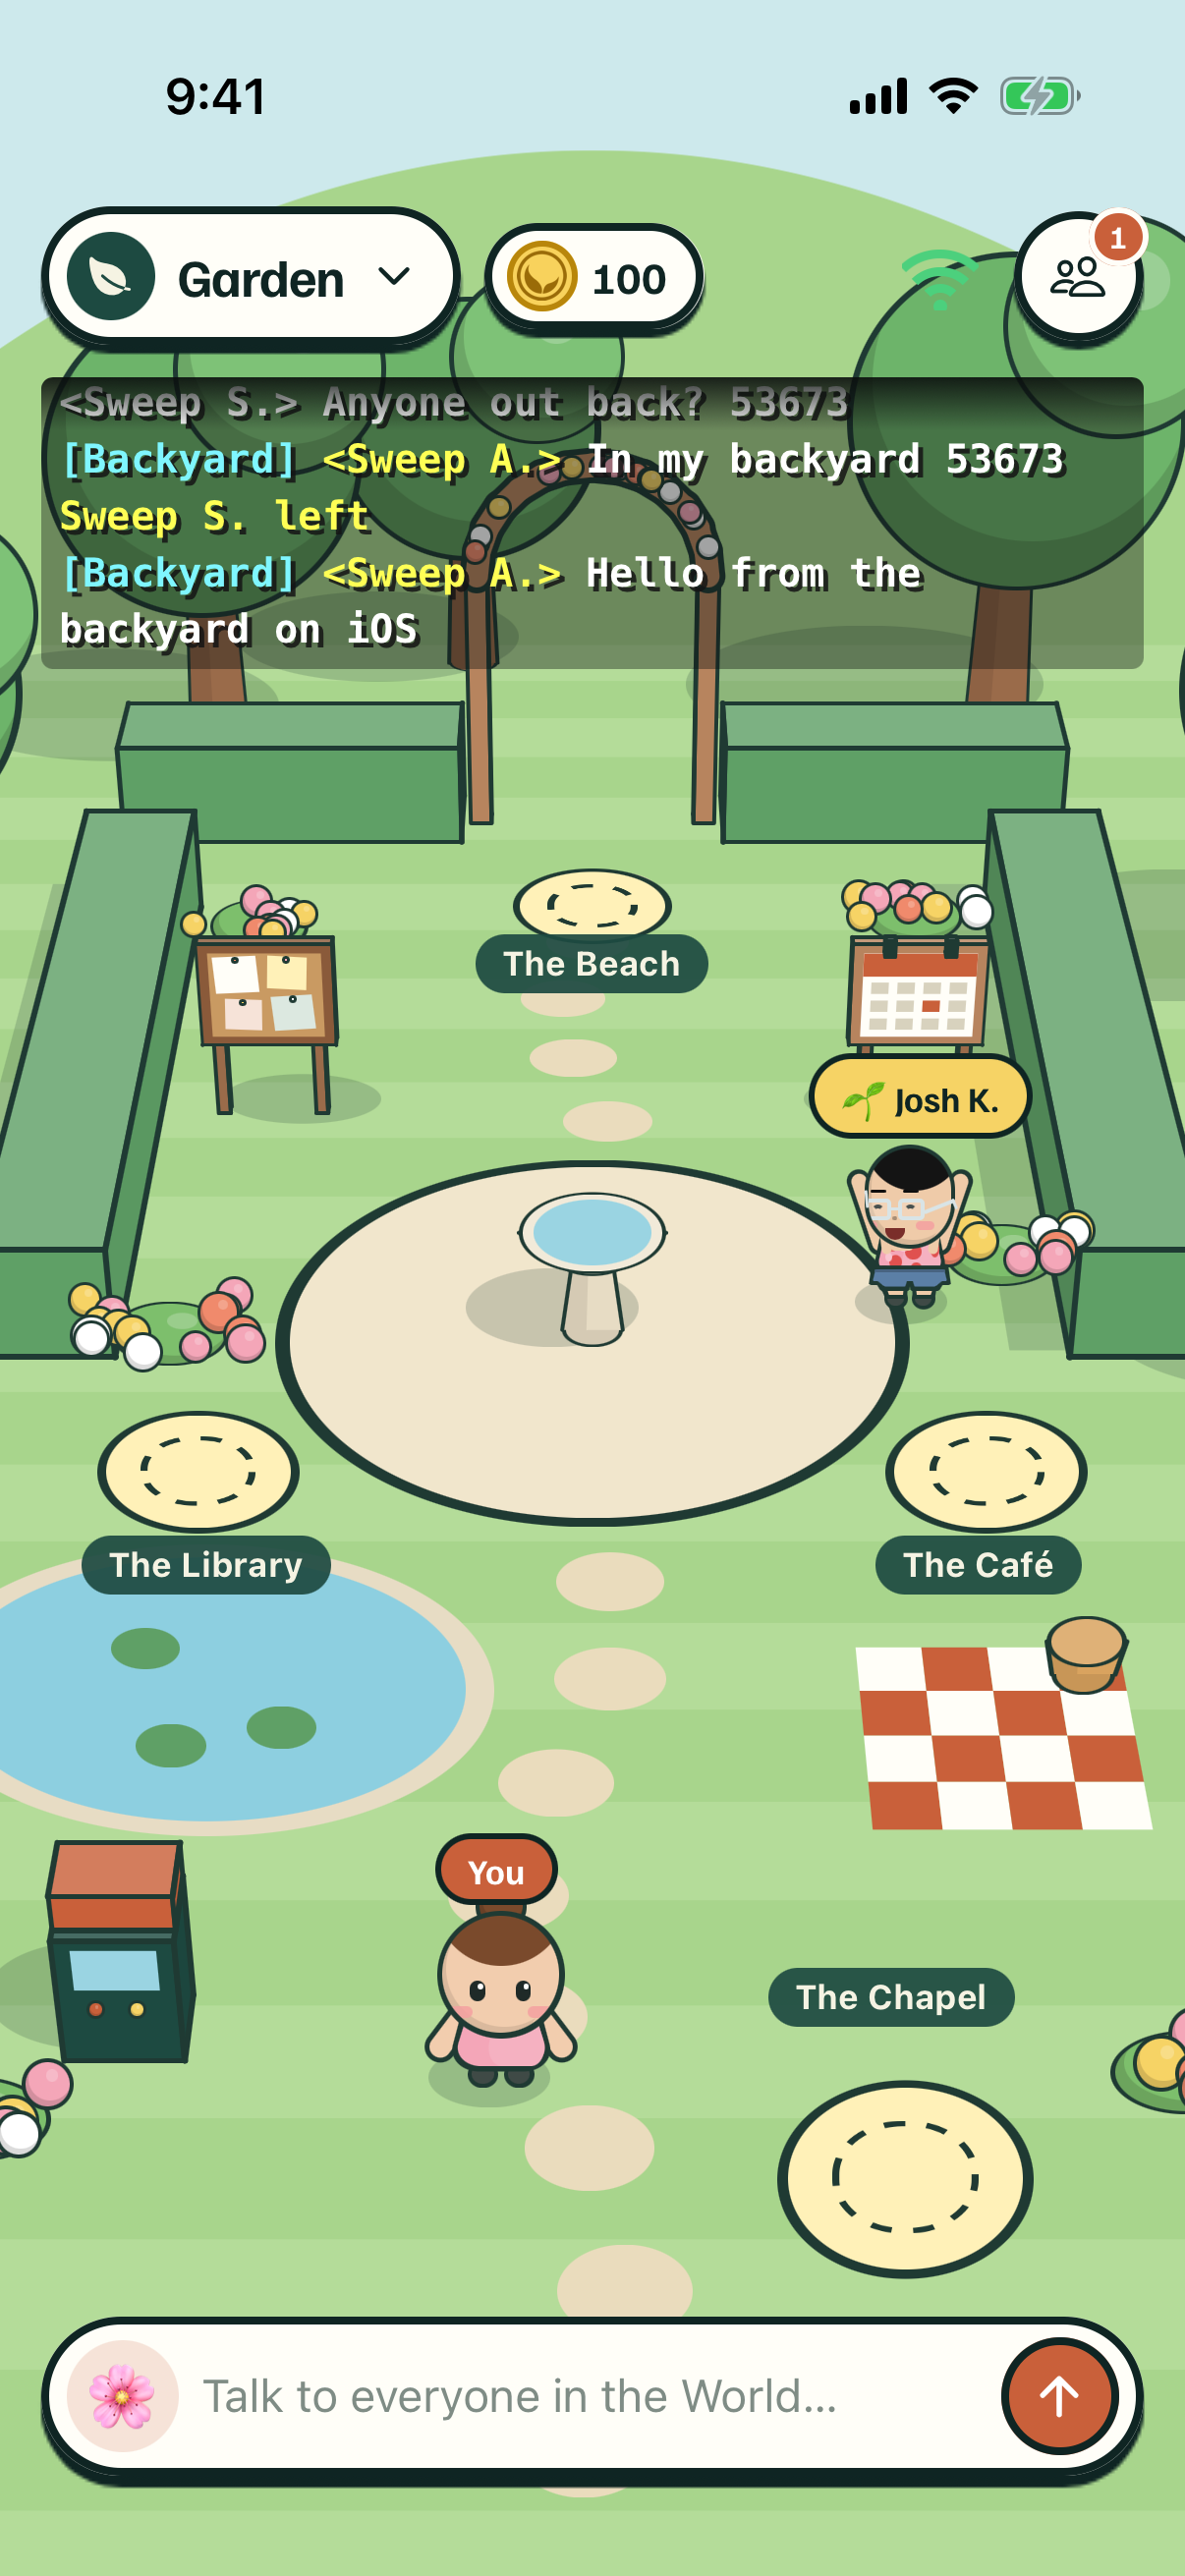 9:41
Garden
100
1
<Sweep S.> Anyone out back? 53673
[Backyard] <Sweep A.> In my backyard 53673
Sweep S. left
[Backyard] <Sweep A.> Hello from the
backyard on iOS
The Beach
Josh K.
The Library
The Café
You
The Chapel
Talk to everyone in the World...